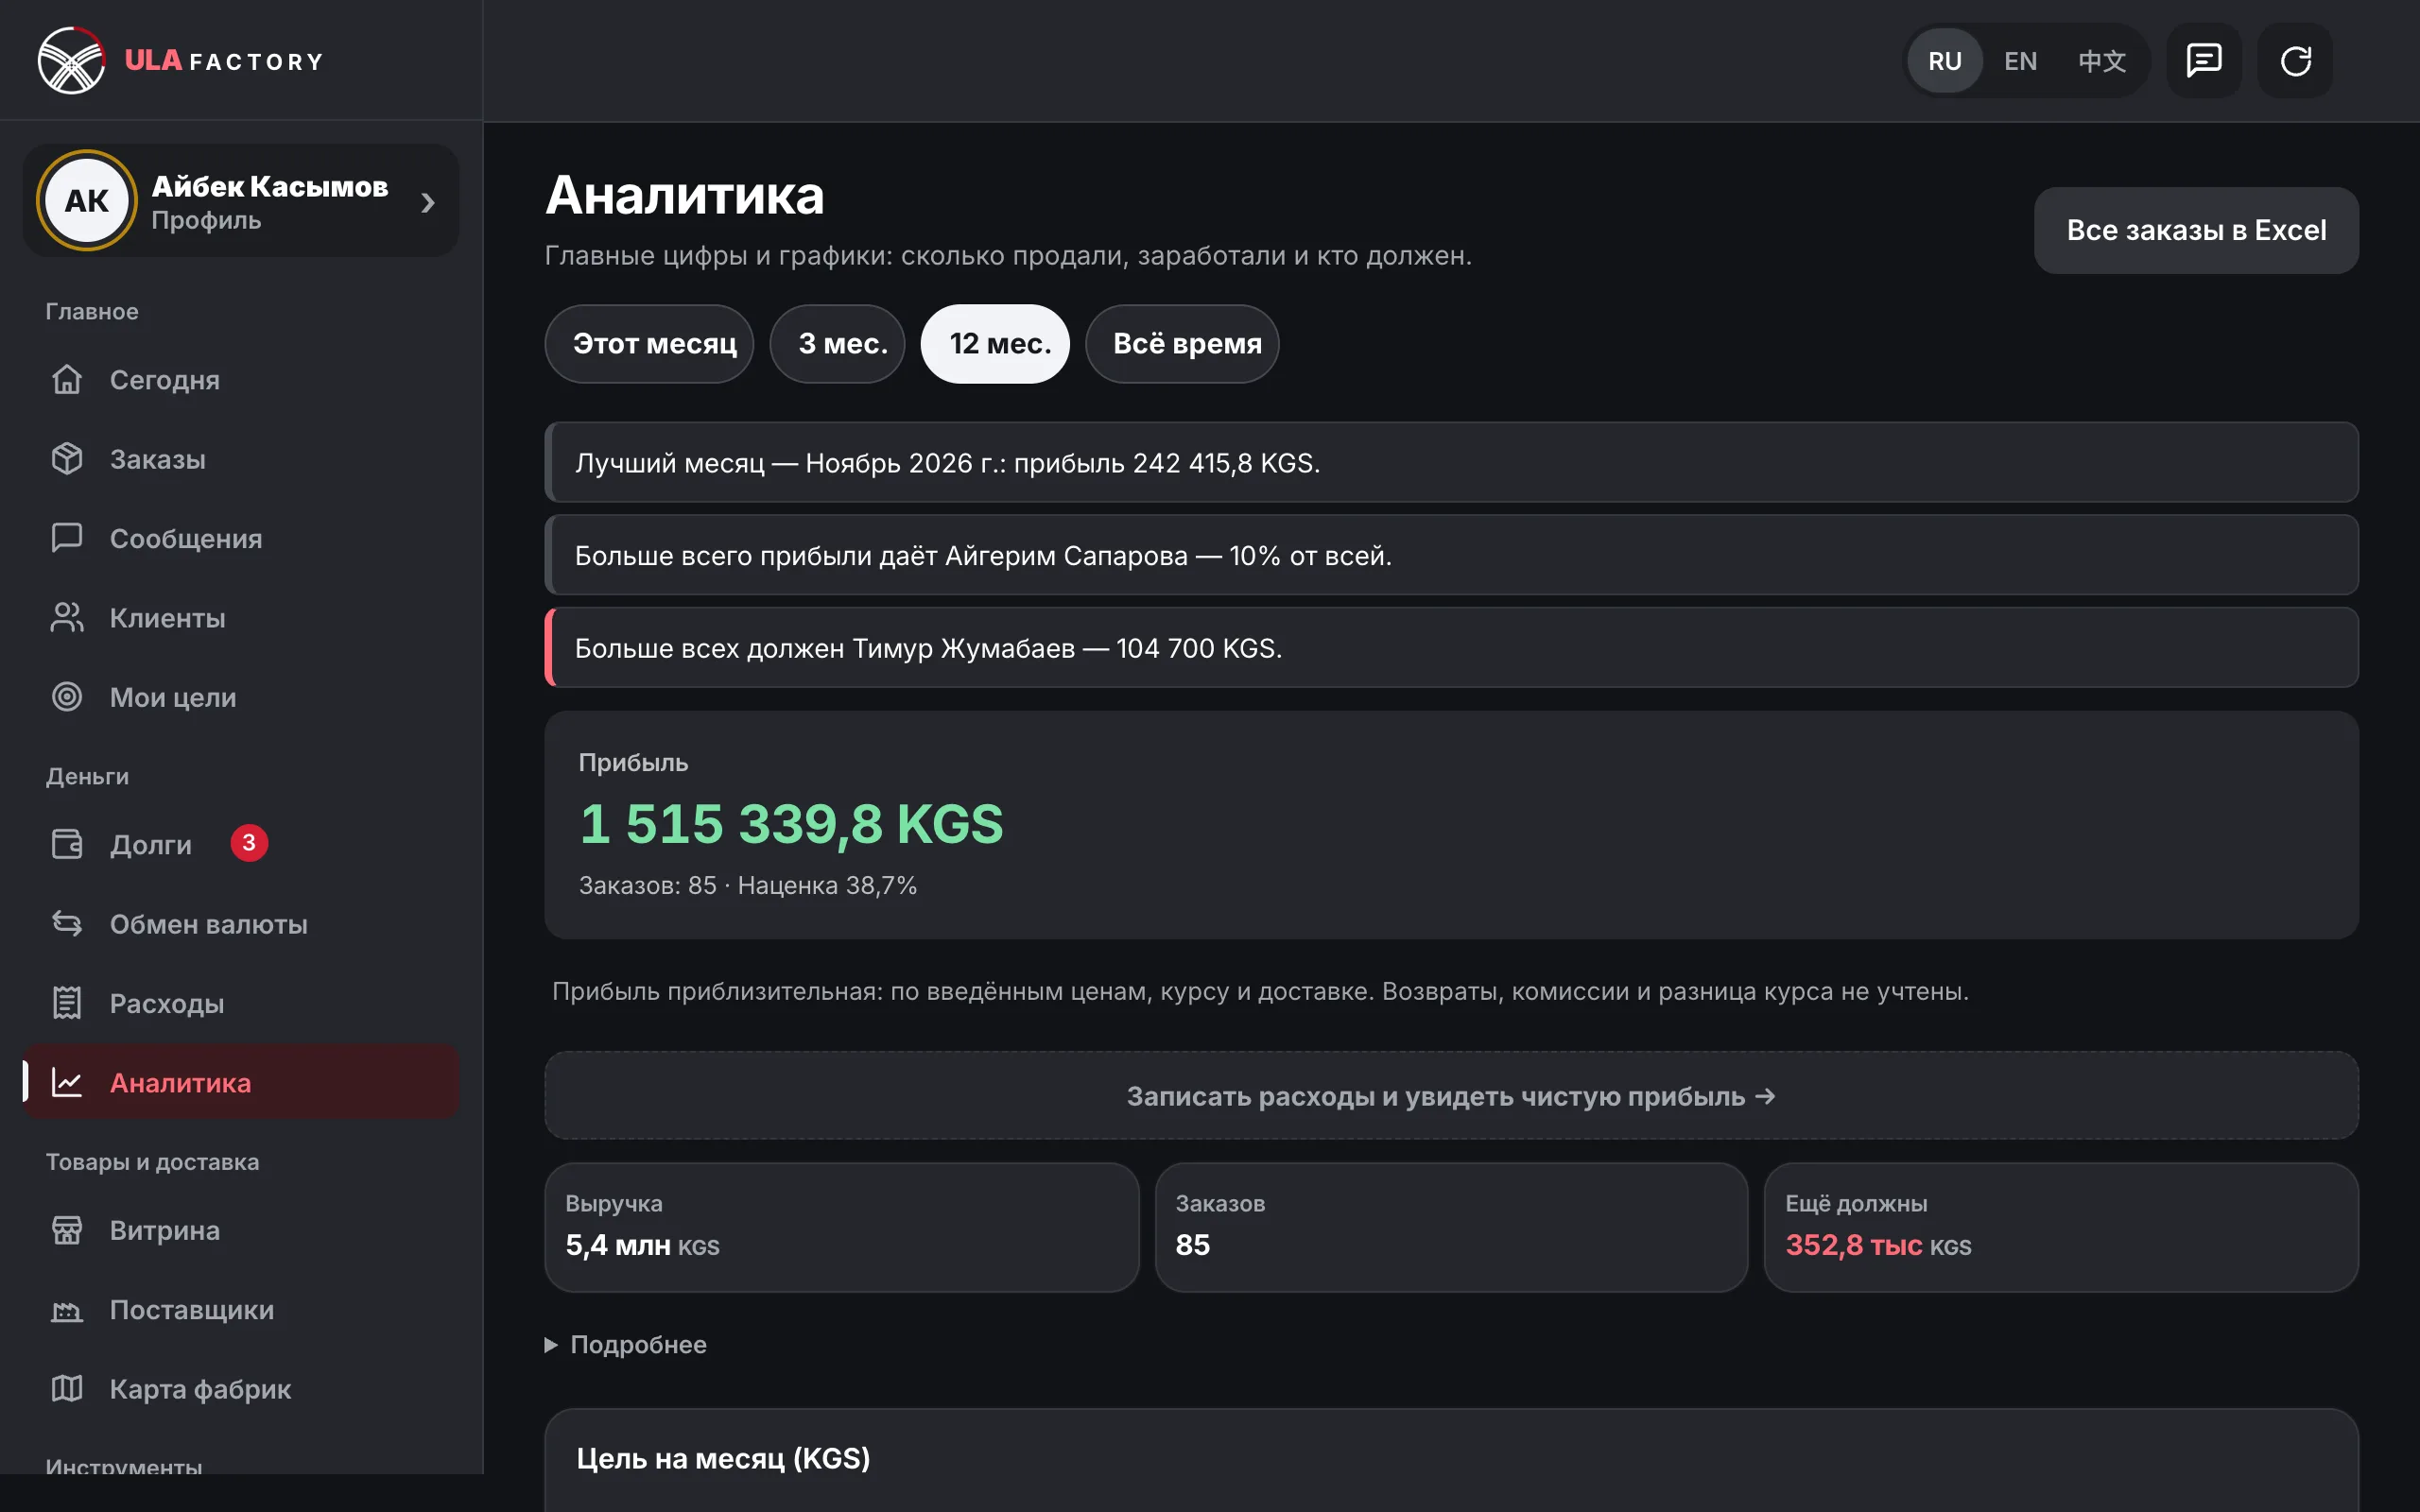 ULA FACTORY
RU EN 中文
АК
Айбек Касымов
Профиль
Главное
Сегодня
Заказы
Сообщения
Клиенты
Мои цели
Деньги
Долги 3
Обмен валюты
Расходы
Аналитика
Товары и доставка
Витрина
Поставщики
Карта фабрик
Инструменты
Аналитика
Главные цифры и графики: сколько продали, заработали и кто должен.
Все заказы в Excel
Этот месяц 3 мес. 12 мес. Всё время
Лучший месяц — Ноябрь 2026 г.: прибыль 242 415,8 KGS.
Больше всего прибыли даёт Айгерим Сапарова — 10% от всей.
Больше всех должен Тимур Жумабаев — 104 700 KGS.
Прибыль
1 515 339,8 KGS
Заказов: 85 · Наценка 38,7%
Прибыль приблизительная: по введённым ценам, курсу и доставке. Возвраты, комиссии и разница курса не учтены.
Записать расходы и увидеть чистую прибыль →
Выручка
5,4 млн KGS
Заказов
85
Ещё должны
352,8 тыс KGS
Подробнее
Цель на месяц (KGS)